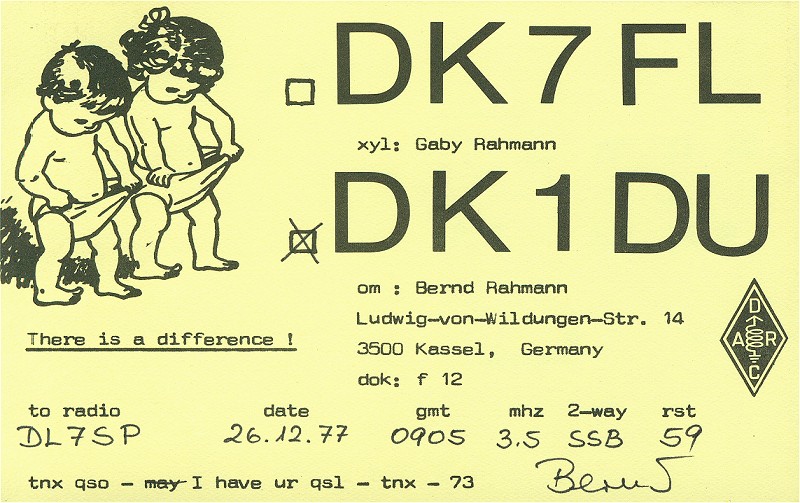 DK7FL
xyl: Gaby Rahmann
DK1DU
om : Bernd Rahmann
Ludwig-von-Wildungen-Str. 14
3500 Kassel, Germany
dok: f 12
There is a difference !
DARC
to radio date gmt mhz 2-way rst
DL7SP 26.12.77 0905 3.5 SSB 59
tnx qso - may I have ur qsl - tnx - 73 Bernd